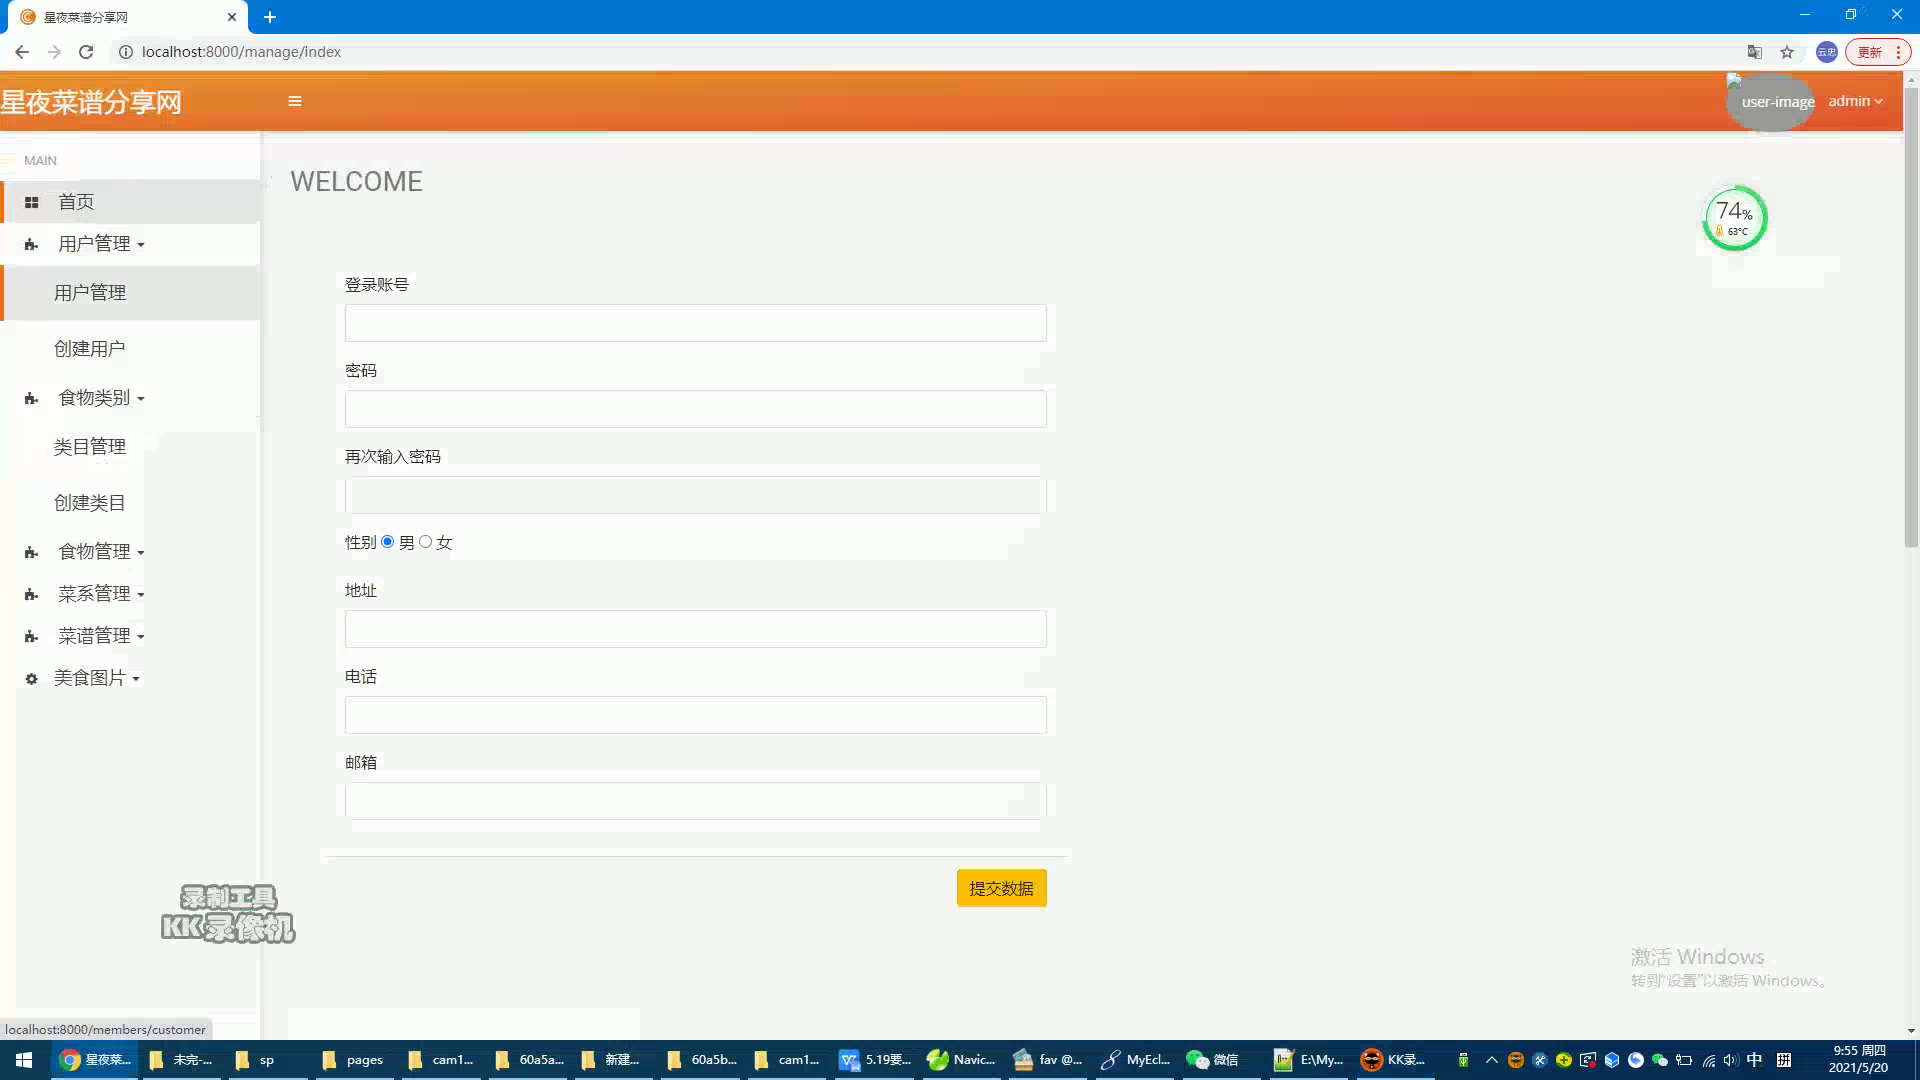 星夜菜谱分享网
localhost:8000/manage/index
更新
星夜菜谱分享网
user-image
admin
MAIN
首页
用户管理
用户管理
创建用户
食物类别
类目管理
创建类目
食物管理
菜系管理
菜谱管理
美食图片
WELCOME
74%
63°C
登录账号
密码
再次输入密码
性别 男 女
地址
电话
邮箱
提交数据
录制工具
KK录像机
激活 Windows
转到"设置"以激活 Windows。
localhost:8000/members/customer
星夜菜...
未完-...
sp
pages
cam1...
60a5a...
新建...
60a5b...
cam1...
5.19要...
Navic...
fav @...
MyEcl...
微信
E:\My...
KK录...
中
拼
9:55 周四
2021/5/20